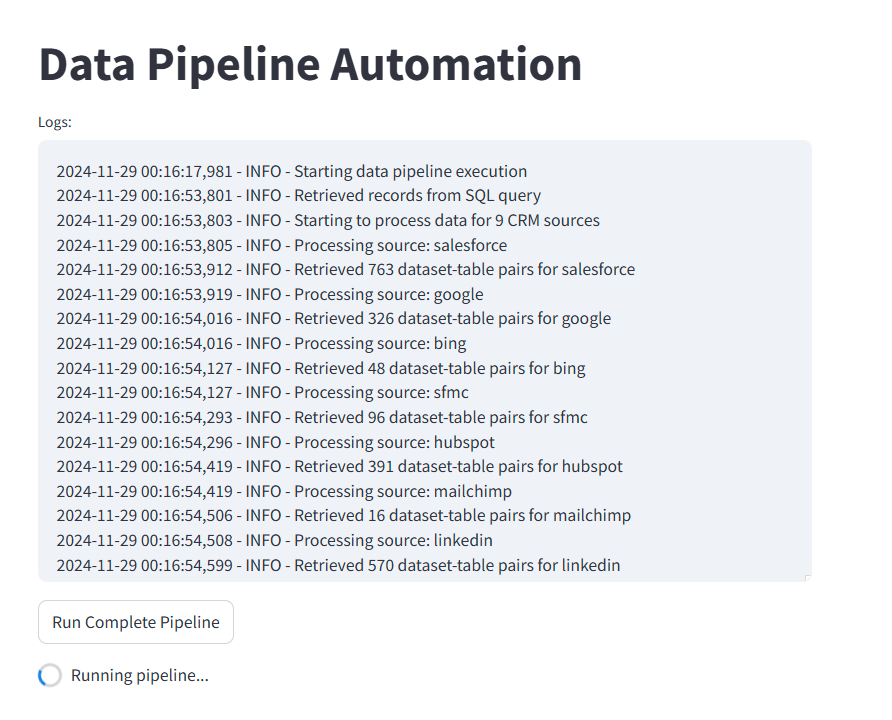 Data Pipeline Automation
Logs:
2024-11-29 00:16:17,981 - INFO - Starting data pipeline execution
2024-11-29 00:16:53,801 - INFO - Retrieved records from SQL query
2024-11-29 00:16:53,803 - INFO - Starting to process data for 9 CRM sources
2024-11-29 00:16:53,805 - INFO - Processing source: salesforce
2024-11-29 00:16:53,912 - INFO - Retrieved 763 dataset-table pairs for salesforce
2024-11-29 00:16:53,919 - INFO - Processing source: google
2024-11-29 00:16:54,016 - INFO - Retrieved 326 dataset-table pairs for google
2024-11-29 00:16:54,016 - INFO - Processing source: bing
2024-11-29 00:16:54,127 - INFO - Retrieved 48 dataset-table pairs for bing
2024-11-29 00:16:54,127 - INFO - Processing source: sfmc
2024-11-29 00:16:54,293 - INFO - Retrieved 96 dataset-table pairs for sfmc
2024-11-29 00:16:54,296 - INFO - Processing source: hubspot
2024-11-29 00:16:54,419 - INFO - Retrieved 391 dataset-table pairs for hubspot
2024-11-29 00:16:54,419 - INFO - Processing source: mailchimp
2024-11-29 00:16:54,506 - INFO - Retrieved 16 dataset-table pairs for mailchimp
2024-11-29 00:16:54,508 - INFO - Processing source: linkedin
2024-11-29 00:16:54,599 - INFO - Retrieved 570 dataset-table pairs for linkedin
Run Complete Pipeline
Running pipeline...